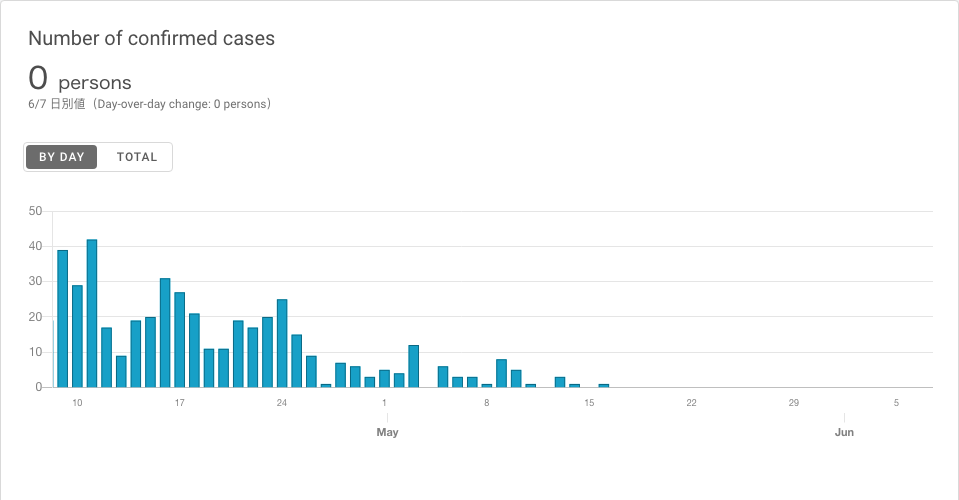 Number of confirmed cases
0 persons
6/7 日別値（Day-over-day change: 0 persons）
BY DAY TOTAL
50
40
30
20
10
0
10 17 24 1 8 15 22 29 5
May Jun